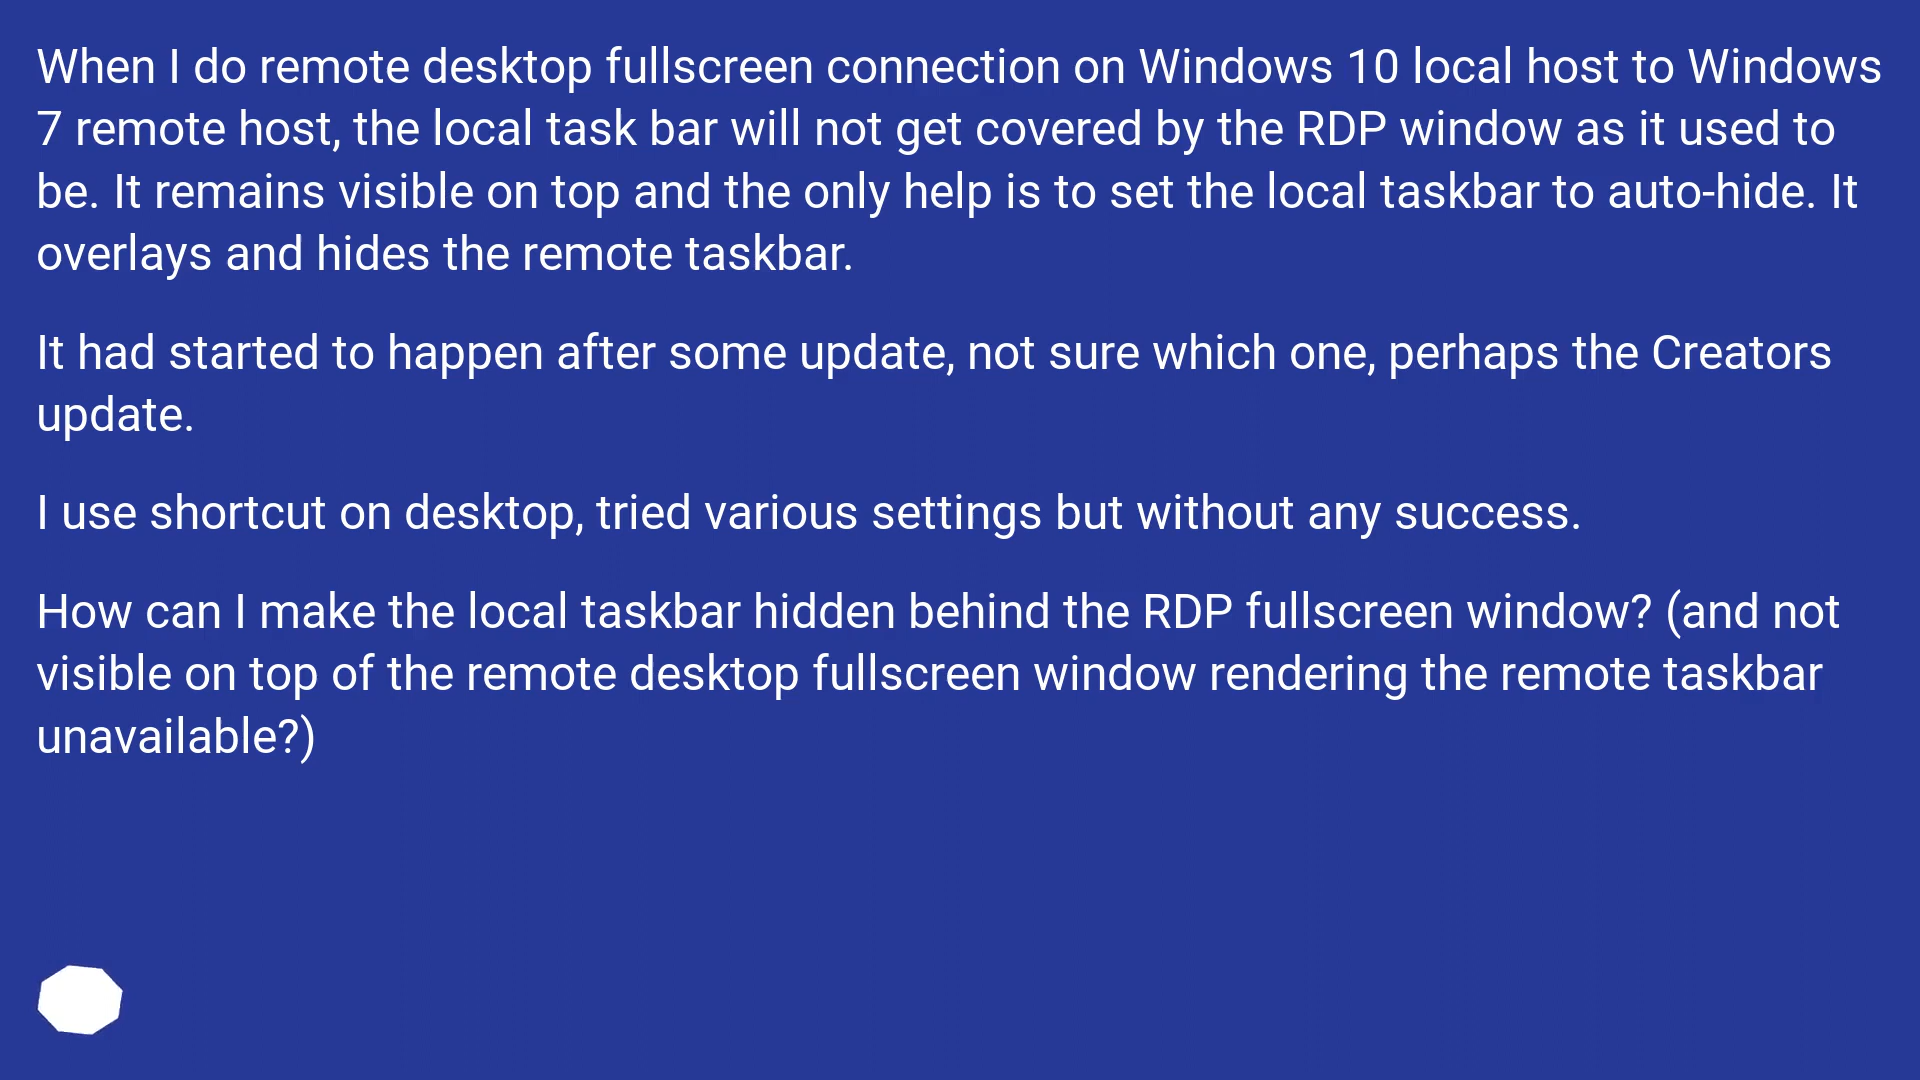 When I do remote desktop fullscreen connection on Windows 10 local host to Windows
7 remote host, the local task bar will not get covered by the RDP window as it used to
be. It remains visible on top and the only help is to set the local taskbar to auto-hide. It
overlays and hides the remote taskbar.
It had started to happen after some update, not sure which one, perhaps the Creators
update.
I use shortcut on desktop, tried various settings but without any success.
How can I make the local taskbar hidden behind the RDP fullscreen window? (and not
visible on top of the remote desktop fullscreen window rendering the remote taskbar
unavailable?)